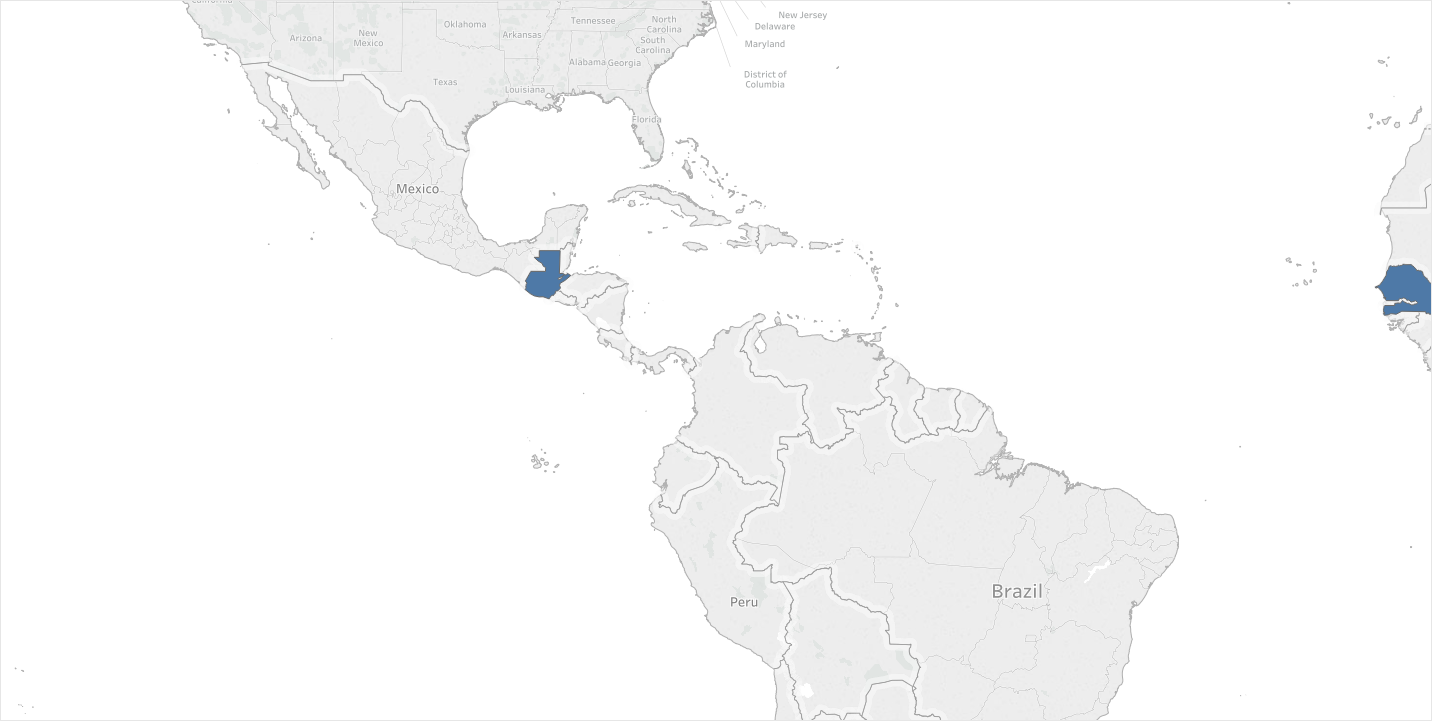 California
Oklahoma
Tennessee
North
Carolina
New Jersey
Delaware
Arizona
New
Mexico
Arkansas
South
Carolina
Maryland
Alabama
Georgia
Texas
Louisiana
District of
Columbia
Florida
Mexico
Brazil
Peru